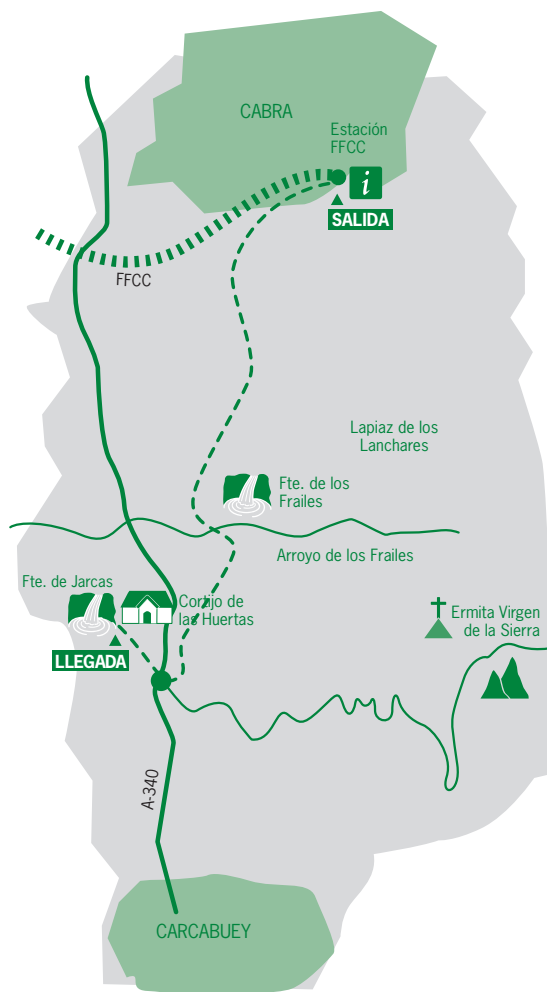 CABRA
Estación
FFCC
i
SALIDA
FFCC
Lapiaz de los
Lanchares
Fte. de los
Frailes
Arroyo de los Frailes
Fte. de Jarcas
Cortijo de
las Huertas
Ermita Virgen
de la Sierra
LLEGADA
A-340
CARCABUEY